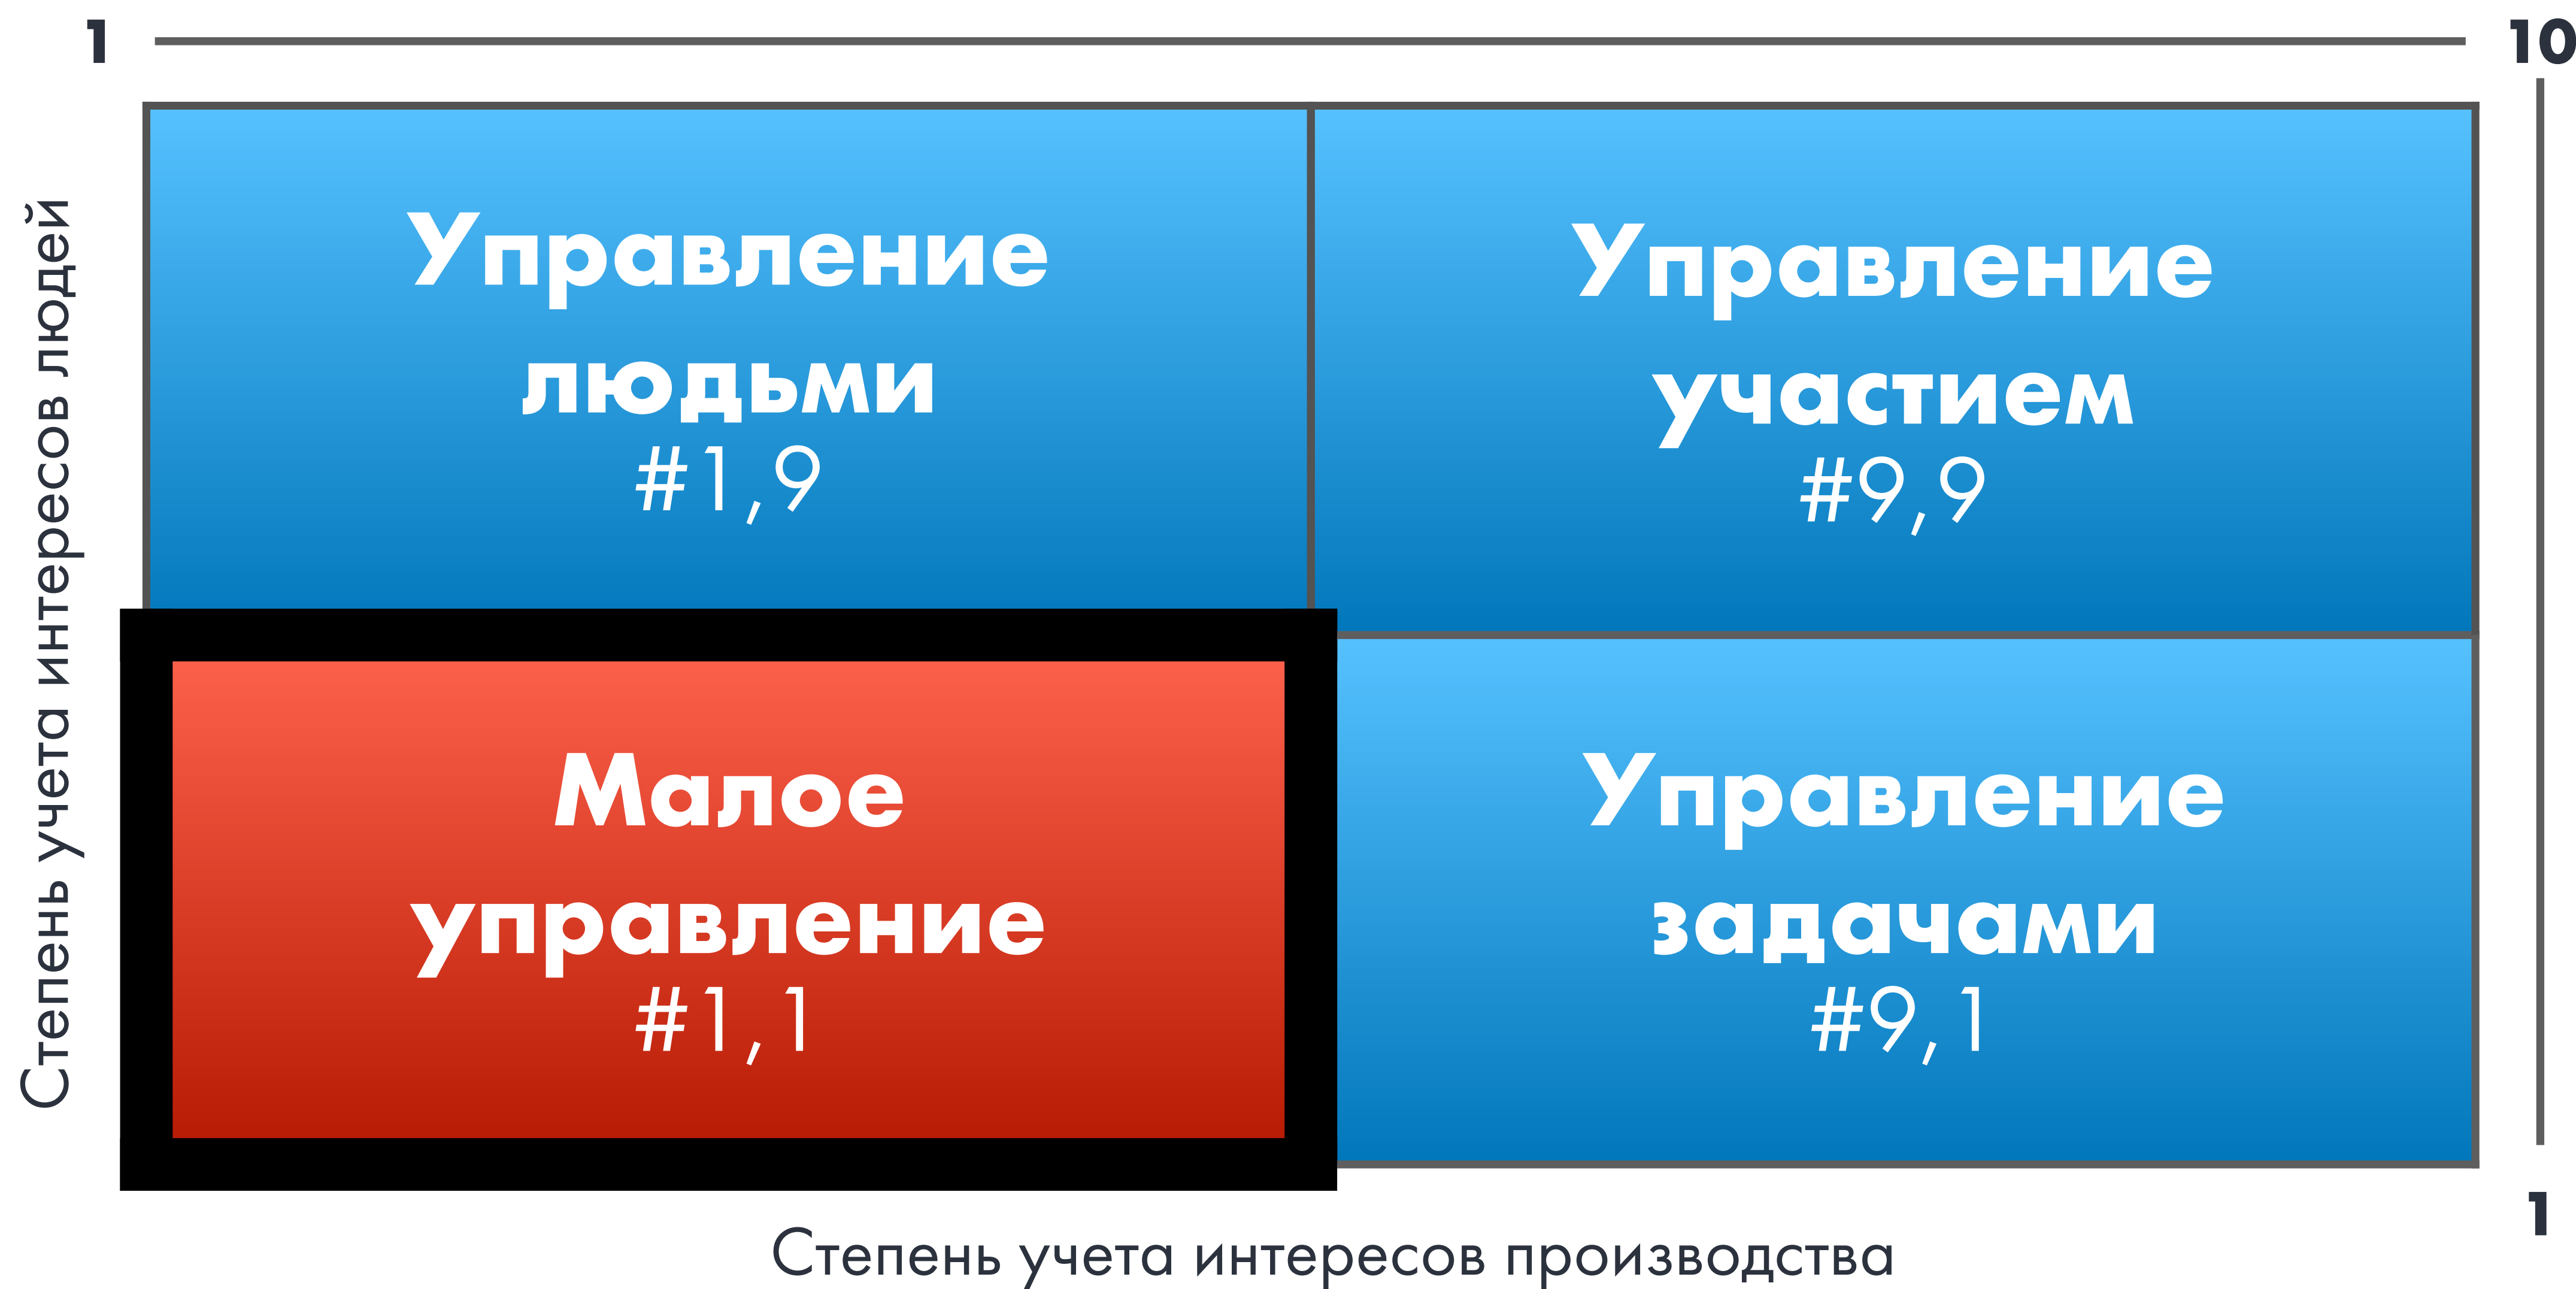 1
10
Степень учета интересов людей
Управление
людьми
#1,9
Управление
участием
#9,9
Малое
управление
#1,1
Управление
задачами
#9,1
1
Степень учета интересов производства